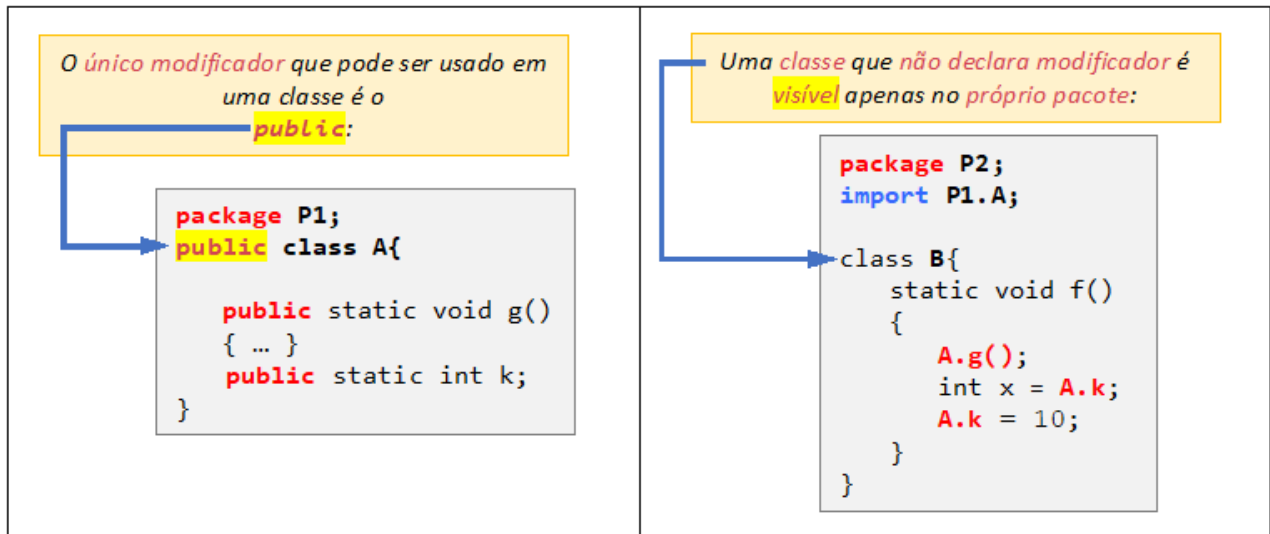 O único modificador que pode ser usado em
uma classe é o
public:
package P1;
public class A{
public static void g()
{ … }
public static int k;
}
Uma classe que não declara modificador é
visível apenas no próprio pacote:
package P2;
import P1.A;
class B{
static void f()
{
A.g();
int x = A.k;
A.k = 10;
}
}